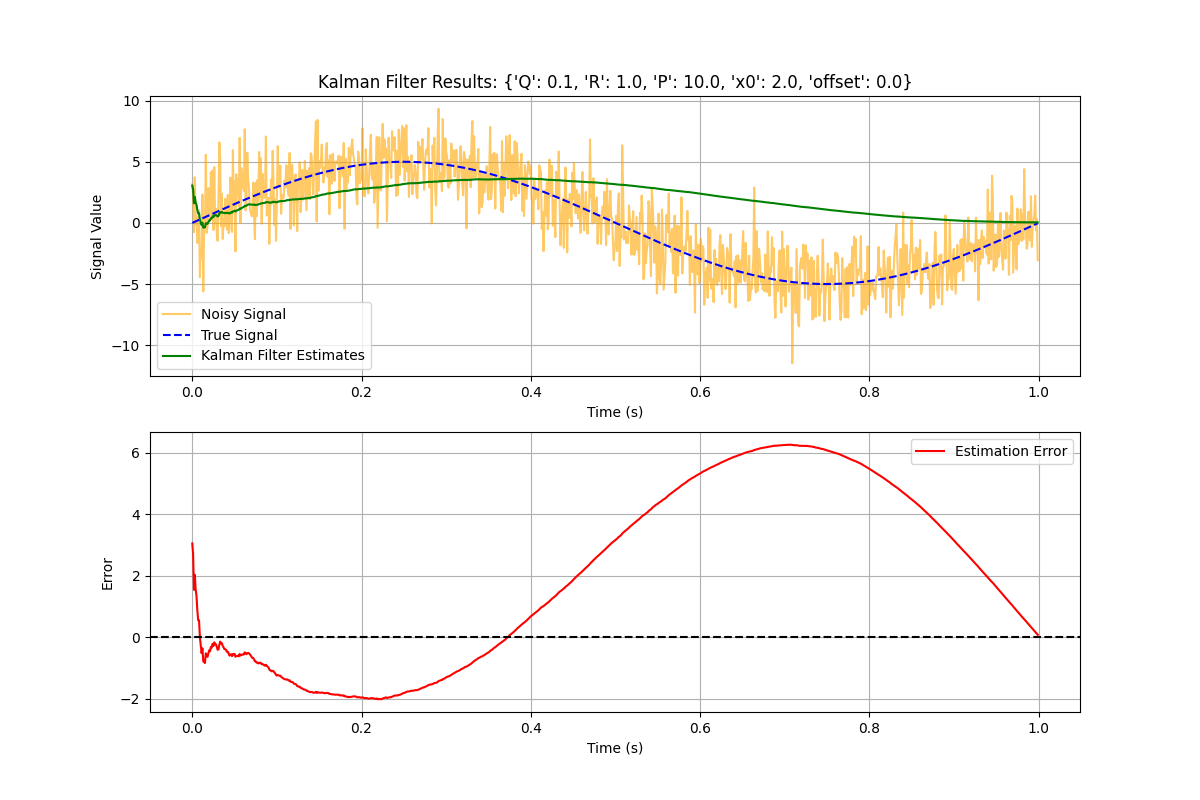 Kalman Filter Results: {'Q': 0.1, 'R': 1.0, 'P': 10.0, 'x0': 2.0, 'offset': 0.0}
10
5
0
−5
−10
Signal Value
Noisy Signal
True Signal
Kalman Filter Estimates
0.0 0.2 0.4 0.6 0.8 1.0
Time (s)
6
4
2
0
−2
Error
Estimation Error
0.0 0.2 0.4 0.6 0.8 1.0
Time (s)